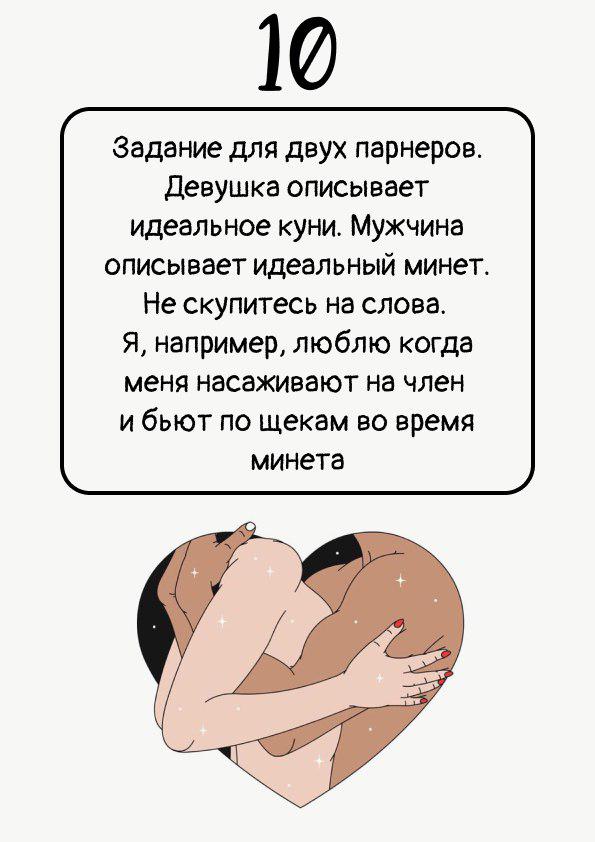 10
Задание для двух парнеров.
Девушка описывает
идеальное куни. Мужчина
описывает идеальный минет.
Не скупитесь на слова.
Я, например, люблю когда
меня насаживают на член
и бьют по щекам во время
минета